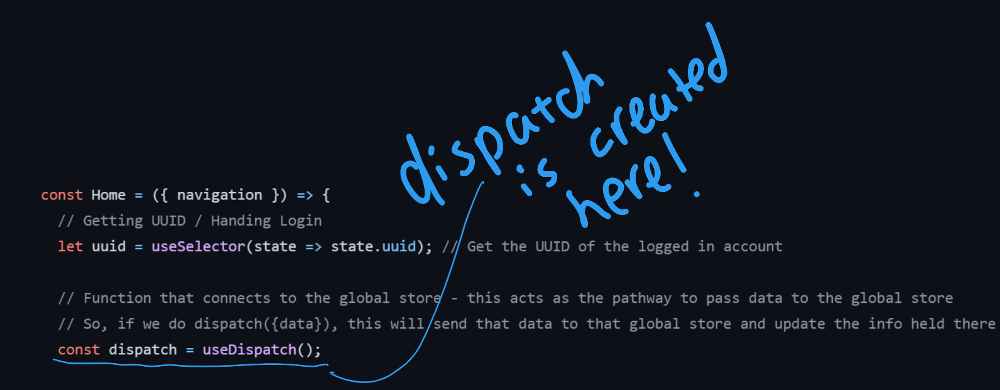 dispatch
is created
here!
const Home = ({ navigation }) => {
// Getting UUID / Handing Login
let uuid = useSelector(state => state.uuid); // Get the UUID of the logged in account
// Function that connects to the global store - this acts as the pathway to pass data to the global store
// So, if we do dispatch({data}), this will send that data to that global store and update the info held there
const dispatch = useDispatch();